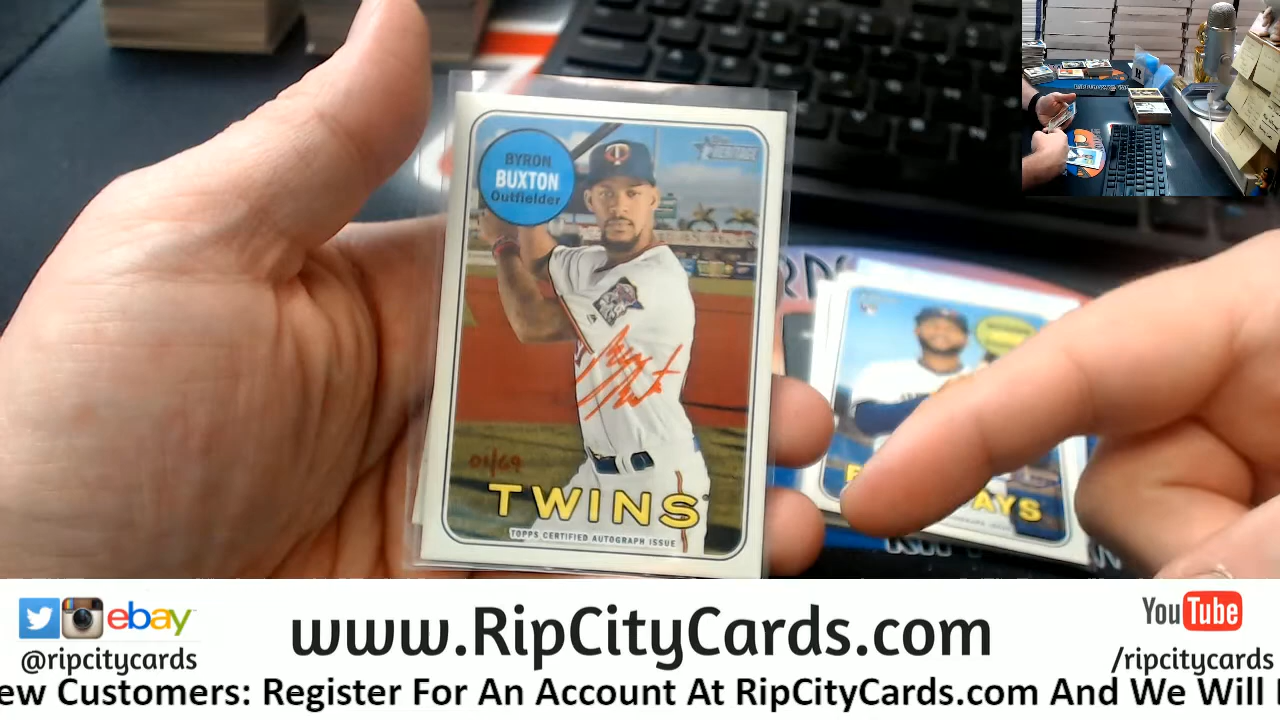 BYRON
BUXTON
Outfielder
HERITAGE
01/69
TWINS
TOPPS CERTIFIED AUTOGRAPH ISSUE
AYS
ebay
@ripcitycards
www.RipCityCards.com
YouTube
/ripcitycards
ew Customers: Register For An Account At RipCityCards.com And We Will